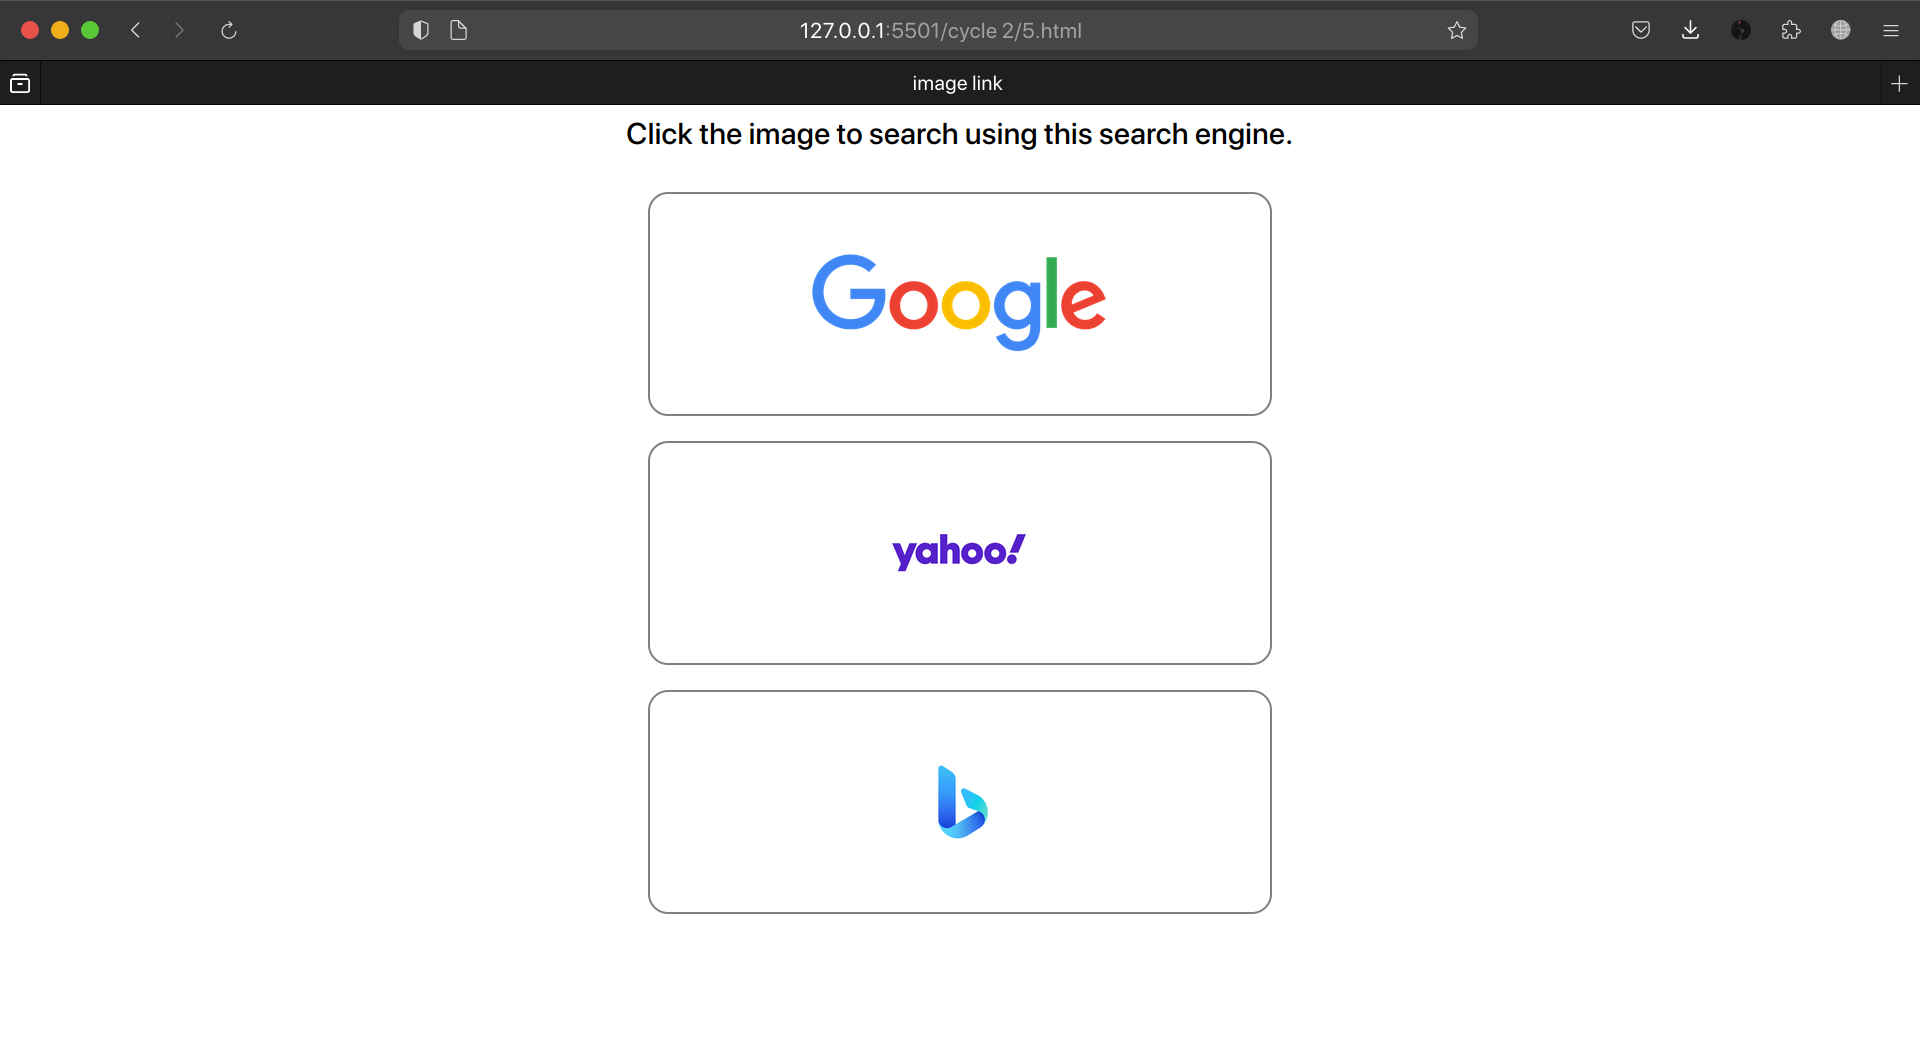 127.0.0.1:5501/cycle 2/5.html
image link
Click the image to search using this search engine.
Google
yahoo!